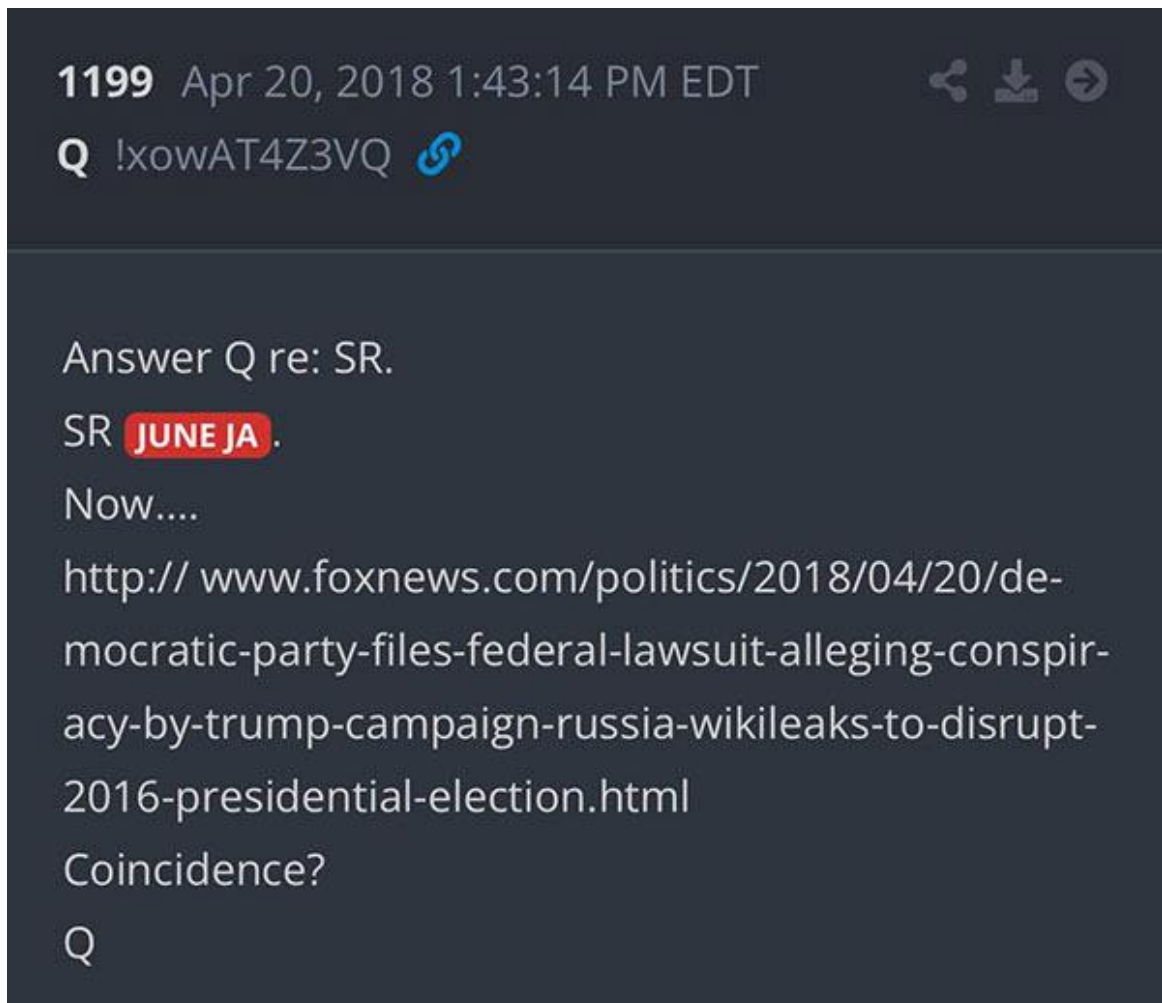 1199 Apr 20, 2018 1:43:14 PM EDT
Q !xowAT4Z3VQ
Answer Q re: SR.
SR JUNE JA.
Now....
http:// www.foxnews.com/politics/2018/04/20/de-
mocratic-party-files-federal-lawsuit-alleging-conspir-
acy-by-trump-campaign-russia-wikileaks-to-disrupt-
2016-presidential-election.html
Coincidence?
Q